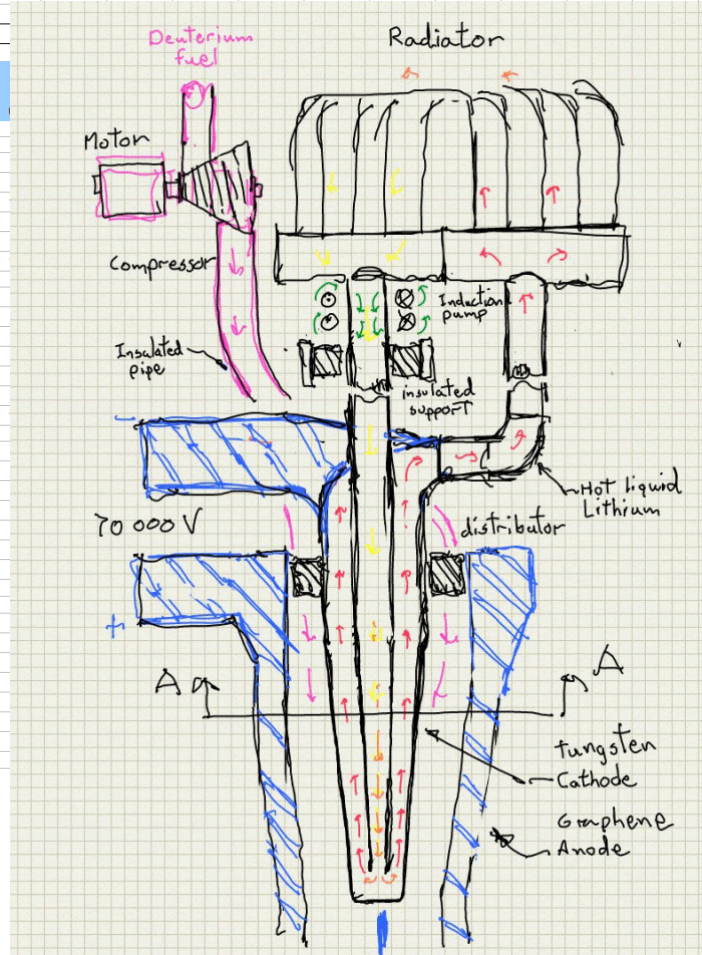 Deuterium
fuel
Radiator
Motor
Compressor
Induction
pump
Insulated
pipe
insulated
support
Hot liquid
Lithium
70 000 V
distributor
-
+
A
A
Tungsten
Cathode
Graphene
Anode